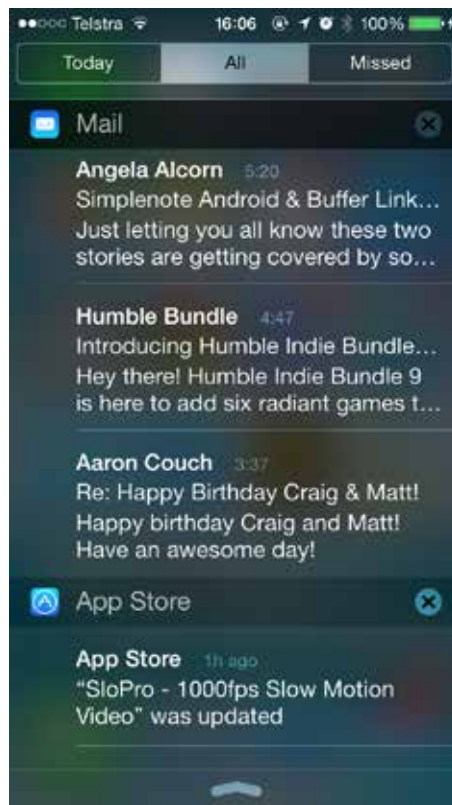 Telstra 16:06 100%
Today All Missed
Mail
Angela Alcorn 5:20
Simplenote Android & Buffer Link...
Just letting you all know these two
stories are getting covered by so...
Humble Bundle 4:47
Introducing Humble Indie Bundle...
Hey there! Humble Indie Bundle 9
is here to add six radiant games t...
Aaron Couch 3:37
Re: Happy Birthday Craig & Matt!
Happy birthday Craig and Matt!
Have an awesome day!
App Store
App Store 1h ago
“SloPro - 1000fps Slow Motion
Video” was updated